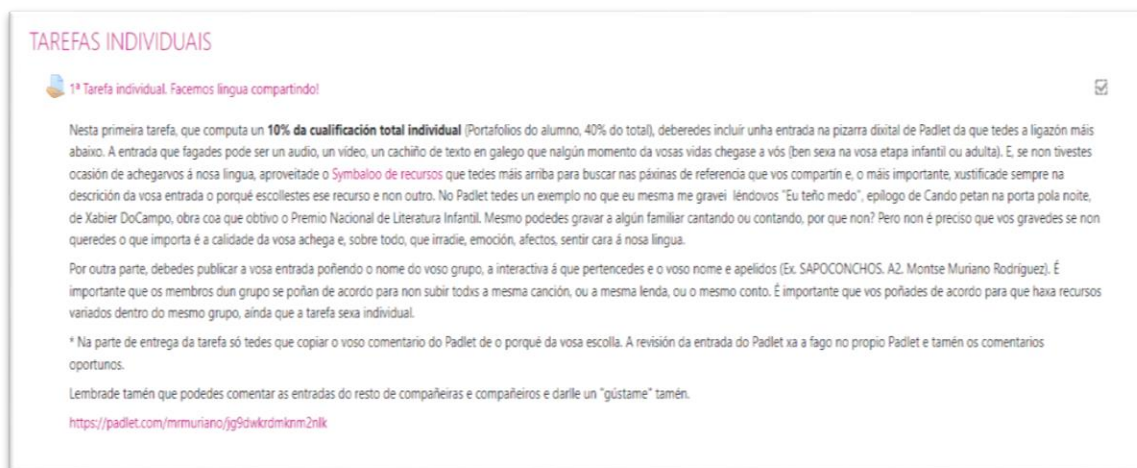 TAREFAS INDIVIDUAIS
1ª Tarefa individual. Facemos lingua compartindo!
Nesta primeira tarefa, que computa un 10% da cualificación total individual (Portafolios do alumno, 40% do total), deberedes incluir unha entrada na pizarra dixital de Padlet da que tedes a ligazón máis
abaixo. A entrada que fagades pode ser un audio, un vídeo, un cachiño de texto en galego que nalgún momento da vosas vidas chegase a vós (ben sexa na vosa etapa infantil ou adulta). E, se non tivestes
ocasión de achegarvos á nosa lingua, aproveitade o Symbaloo de recursos que tedes máis arriba para buscar nas páxinas de referencia que vos compartín e, o máis importante, xustificade sempre na
descrición da vosa entrada o porqué escollestes ese recurso e non outro. No Padlet tedes un exemplo no que eu mesma me gravei léndovos "Eu teño medo", epílogo de Cando petan na porta pola noite,
de Xabier DoCampo, obra coa que obtivo o Premio Nacional de Literatura Infantil. Mesmo podedes gravar a algún familiar cantando ou contando, por que non? Pero non é preciso que vos gravedes se non
queredes o que importa é a calidade da vosa achega e, sobre todo, que irradie, emoción, afectos, sentir cara á nosa lingua.
Por outra parte, debedes publicar a vosa entrada poñendo o nome do voso grupo, a interactiva á que pertencedes e o voso nome e apelidos (Ex. SAPOCONCHOS. A2. Montse Muriano Rodríguez). É
importante que os membros dun grupo se poñan de acordo para non subir todxs a mesma canción, ou a mesma lenda, ou o mesmo conto. É importante que vos poñades de acordo para que haxa recursos
variados dentro do mesmo grupo, aínda que a tarefa sexa individual.
* Na parte de entrega da tarefa só tedes que copiar o voso comentario do Padlet de o porqué da vosa escolla. A revisión da entrada do Padlet xa a fago no propio Padlet e tamén os comentarios
oportunos.
Lembrade tamén que podedes comentar as entradas do resto de compañeiras e compañeiros e darlle un "gústame" tamén.
https://padlet.com/mrmuriano/jg9dwkrdmknm2nlk